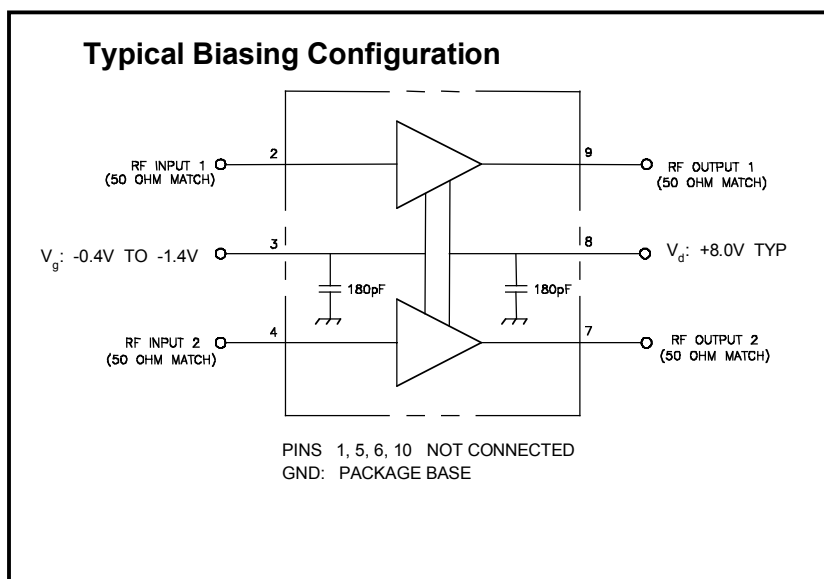 Typical Biasing Configuration
2
9
RF INPUT 1
(50 OHM MATCH)
RF OUTPUT 1
(50 OHM MATCH)
3
8
Vg: -0.4V TO -1.4V
Vd: +8.0V TYP
180pF
180pF
4
7
RF INPUT 2
(50 OHM MATCH)
RF OUTPUT 2
(50 OHM MATCH)
PINS 1, 5, 6, 10 NOT CONNECTED
GND: PACKAGE BASE